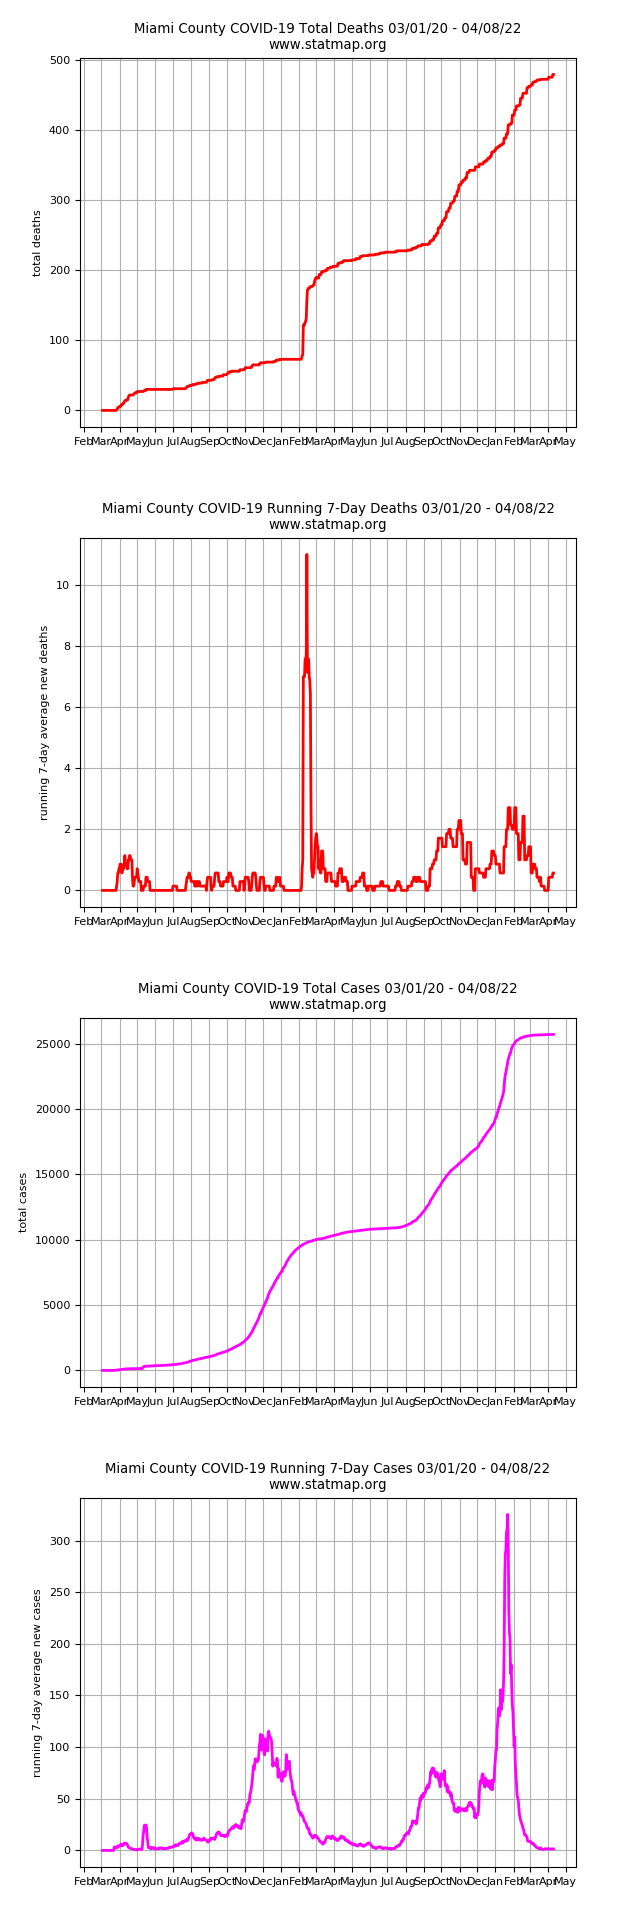 Miami County COVID-19 Total Deaths 03/01/20 - 04/08/22
www.statmap.org
500
400
300
200
100
0
total deaths
Feb Mar Apr May Jun Jul Aug Sep Oct Nov Dec Jan Feb Mar Apr May Jun Jul Aug Sep Oct Nov Dec Jan Feb Mar Apr May
Miami County COVID-19 Running 7-Day Deaths 03/01/20 - 04/08/22
www.statmap.org
10
8
6
4
2
0
running 7-day average new deaths
Feb Mar Apr May Jun Jul Aug Sep Oct Nov Dec Jan Feb Mar Apr May Jun Jul Aug Sep Oct Nov Dec Jan Feb Mar Apr May
Miami County COVID-19 Total Cases 03/01/20 - 04/08/22
www.statmap.org
25000
20000
15000
10000
5000
0
total cases
Feb Mar Apr May Jun Jul Aug Sep Oct Nov Dec Jan Feb Mar Apr May Jun Jul Aug Sep Oct Nov Dec Jan Feb Mar Apr May
Miami County COVID-19 Running 7-Day Cases 03/01/20 - 04/08/22
www.statmap.org
300
250
200
150
100
50
0
running 7-day average new cases
Feb Mar Apr May Jun Jul Aug Sep Oct Nov Dec Jan Feb Mar Apr May Jun Jul Aug Sep Oct Nov Dec Jan Feb Mar Apr May